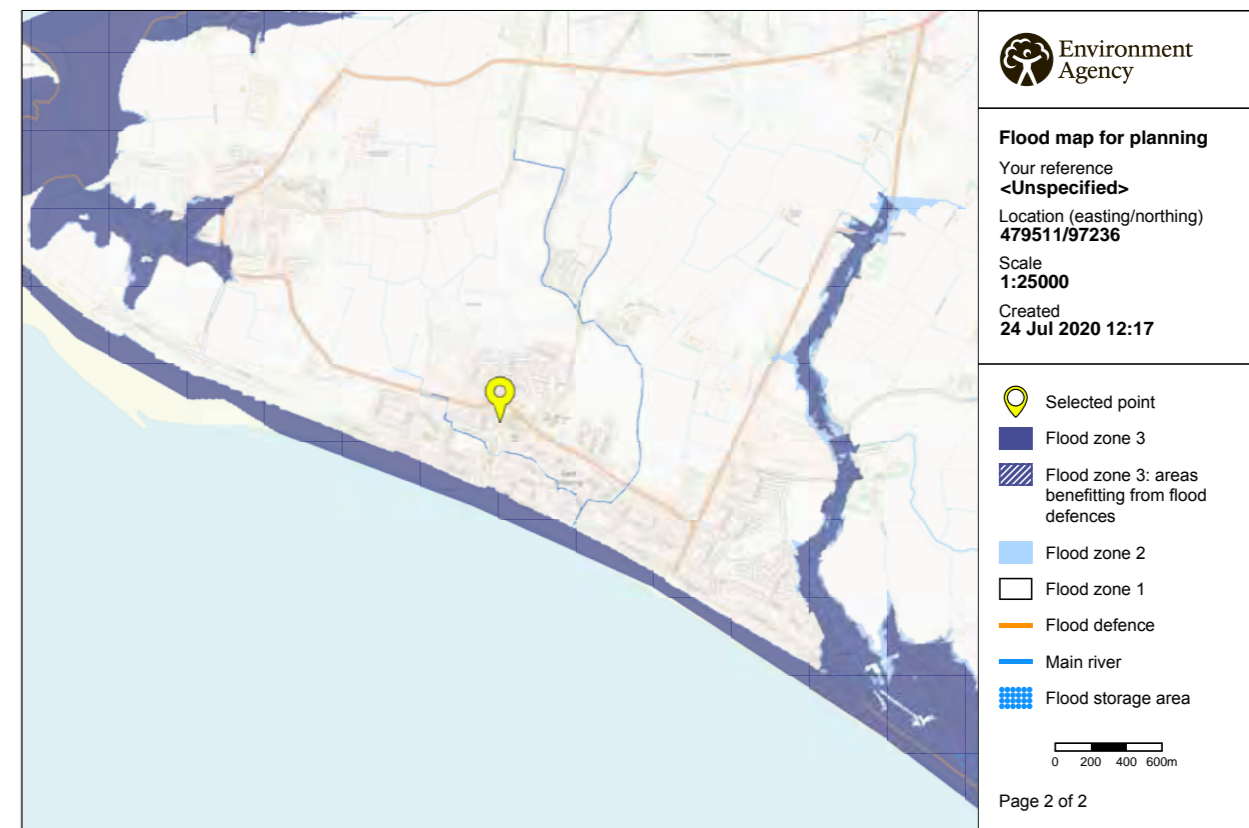 Environment
Agency
Flood map for planning
Your reference
<Unspecified>
Location (easting/northing)
479511/97236
Scale
1:25000
Created
24 Jul 2020 12:17
Selected point
Flood zone 3
Flood zone 3: areas
benefitting from flood
defences
Flood zone 2
Flood zone 1
Flood defence
Main river
Flood storage area
0 200 400 600m
Page 2 of 2